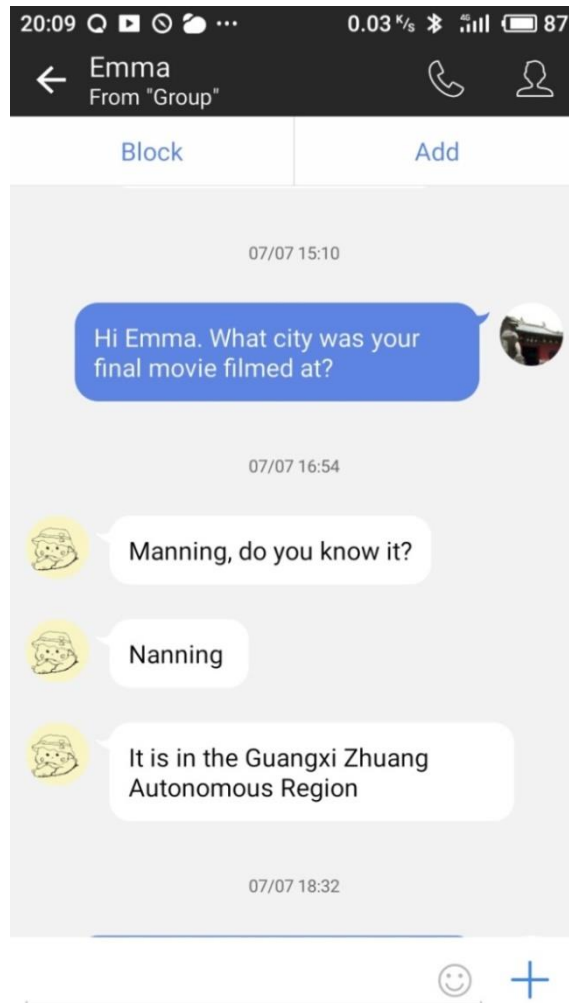 20:09 ... 0.03 K/s 4G 87
Emma
From "Group"
Block Add
07/07 15:10
Hi Emma. What city was your
final movie filmed at?
07/07 16:54
Manning, do you know it?
Nanning
It is in the Guangxi Zhuang
Autonomous Region
07/07 18:32